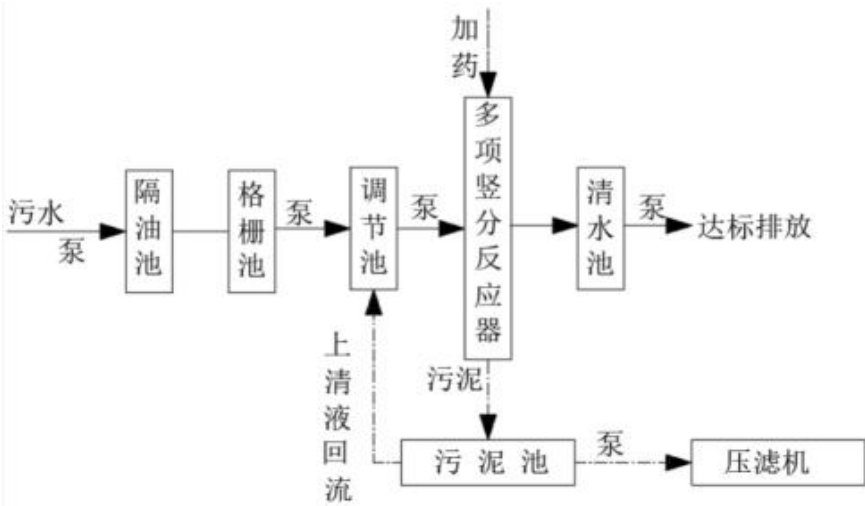 加药
多项竖分反应器
污水
泵
隔油池
格栅池
泵
调节池
泵
清水池
泵
达标排放
上清液回流
污泥
污泥池
泵
压滤机